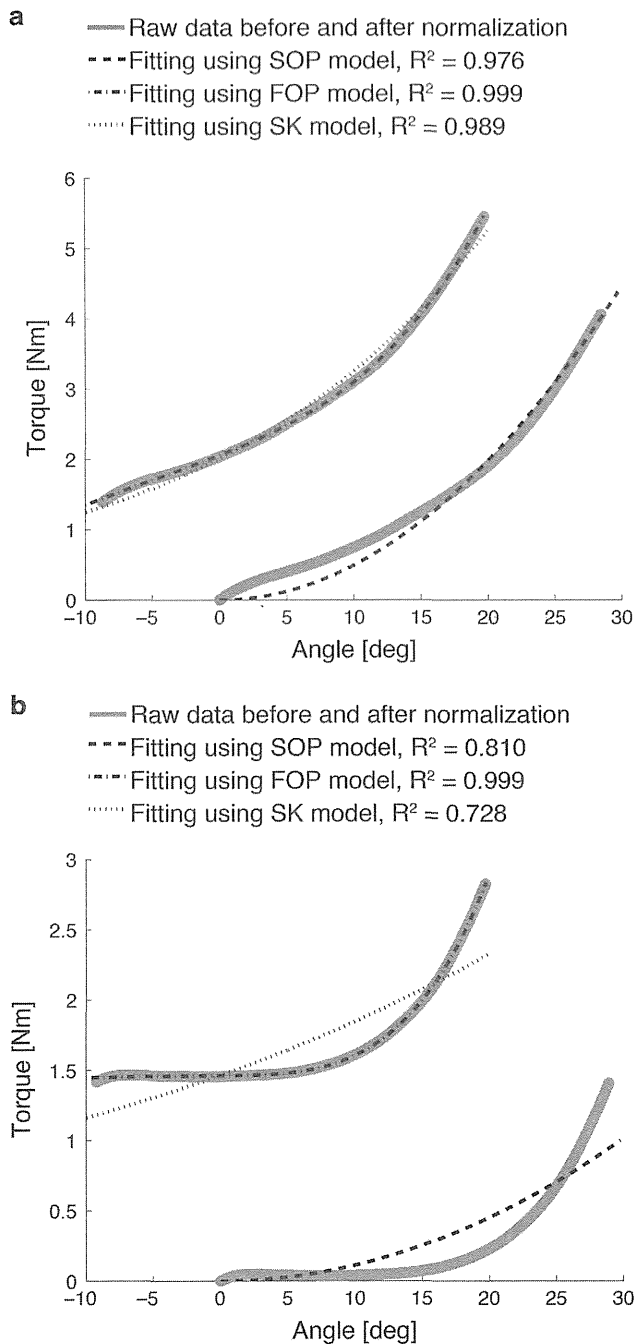 a
Raw data before and after normalization
Fitting using SOP model, R² = 0.976
Fitting using FOP model, R² = 0.999
Fitting using SK model, R² = 0.989
6
5
4
3
2
1
0
Torque [Nm]
−10 −5 0 5 10 15 20 25 30
Angle [deg]
b
Raw data before and after normalization
Fitting using SOP model, R² = 0.810
Fitting using FOP model, R² = 0.999
Fitting using SK model, R² = 0.728
3
2.5
2
1.5
1
0.5
0
Torque [Nm]
−10 −5 0 5 10 15 20 25 30
Angle [deg]